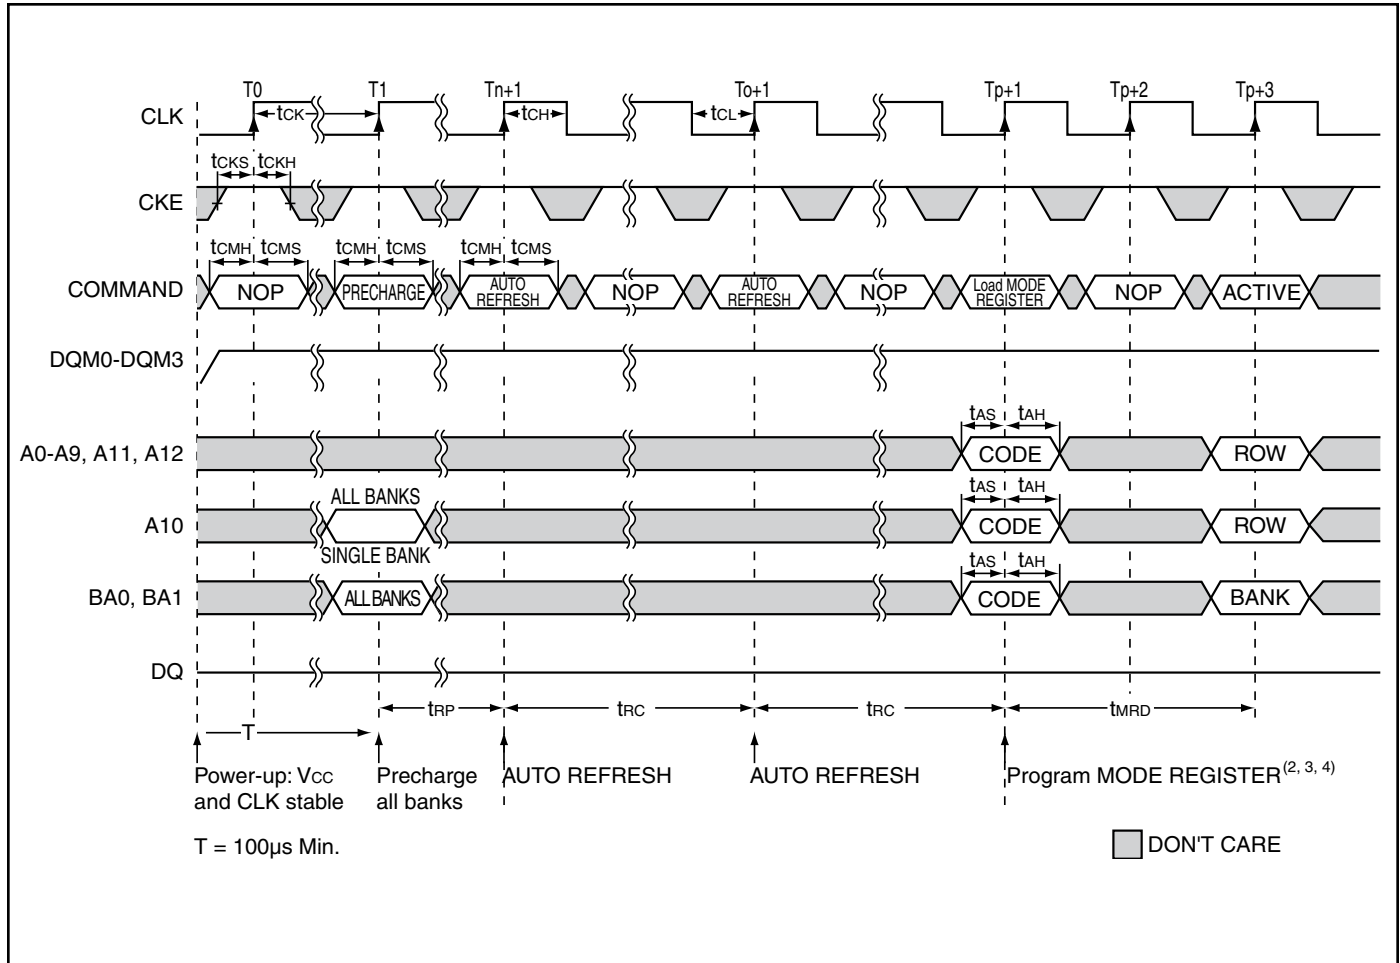 T0 T1 Tn+1 To+1 Tp+1 Tp+2 Tp+3
CLK tCK tCH tCL
tCKS tCKH
CKE
tCMH tCMS tCMH tCMS tCMH tCMS
COMMAND NOP PRECHARGE AUTO REFRESH NOP AUTO REFRESH NOP Load MODE REGISTER NOP ACTIVE
DQM0-DQM3
tAS tAH
A0-A9, A11, A12 CODE ROW
ALL BANKS tAS tAH
A10 CODE ROW
SINGLE BANK tAS tAH
BA0, BA1 ALL BANKS CODE BANK
DQ
tRP tRC tRC tMRD
T
Power-up: VCC Precharge AUTO REFRESH AUTO REFRESH Program MODE REGISTER(2, 3, 4)
and CLK stable all banks
T = 100µs Min. DON'T CARE